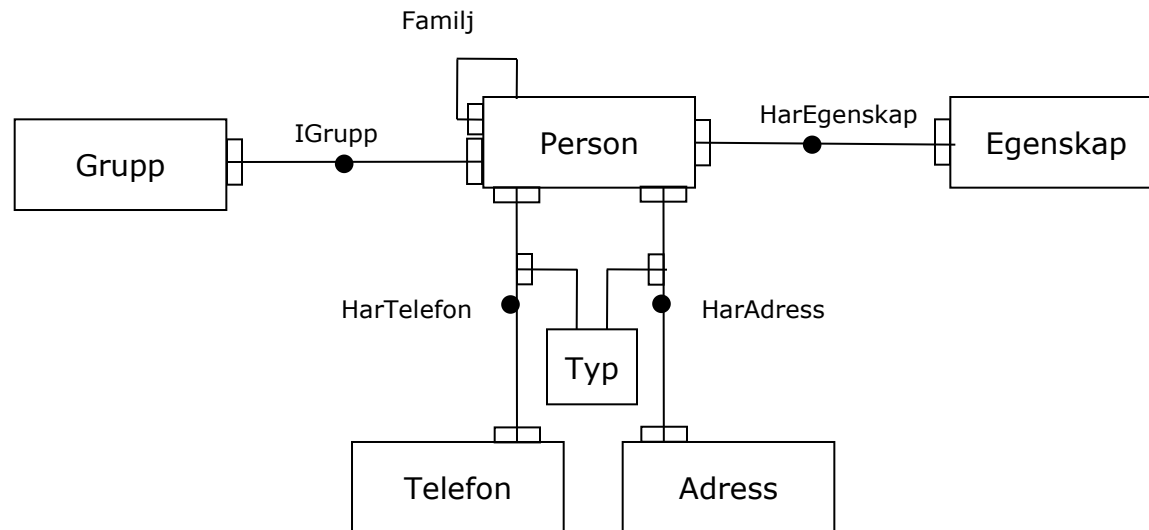 Familj
IGrupp
HarEgenskap
Grupp
Person
Egenskap
HarTelefon
HarAdress
Typ
Telefon
Adress